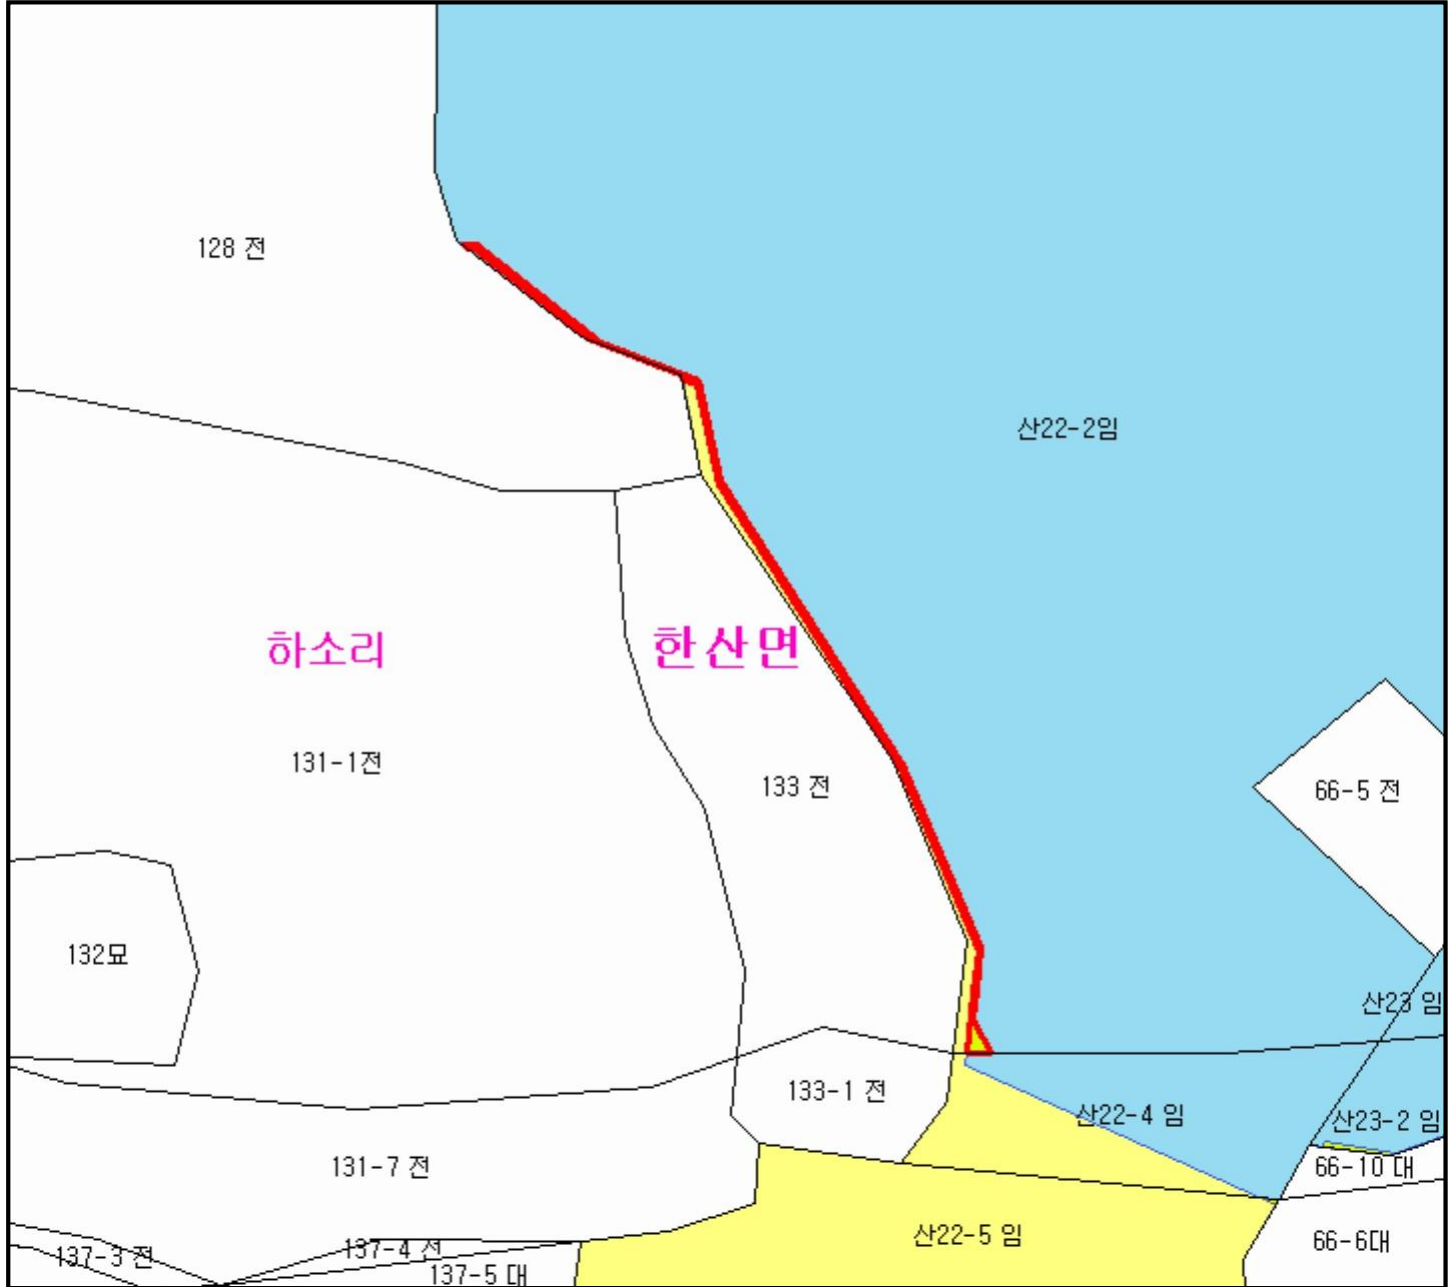 128 전
산22-2임
하소리
한산면
131-1전
133 전
66-5 전
132묘
산23 임
133-1 전
산22-4 임
산23-2 임
131-7 전
66-10 대
산22-5 임
66-6대
137-3 전
137-4 전
137-5 대